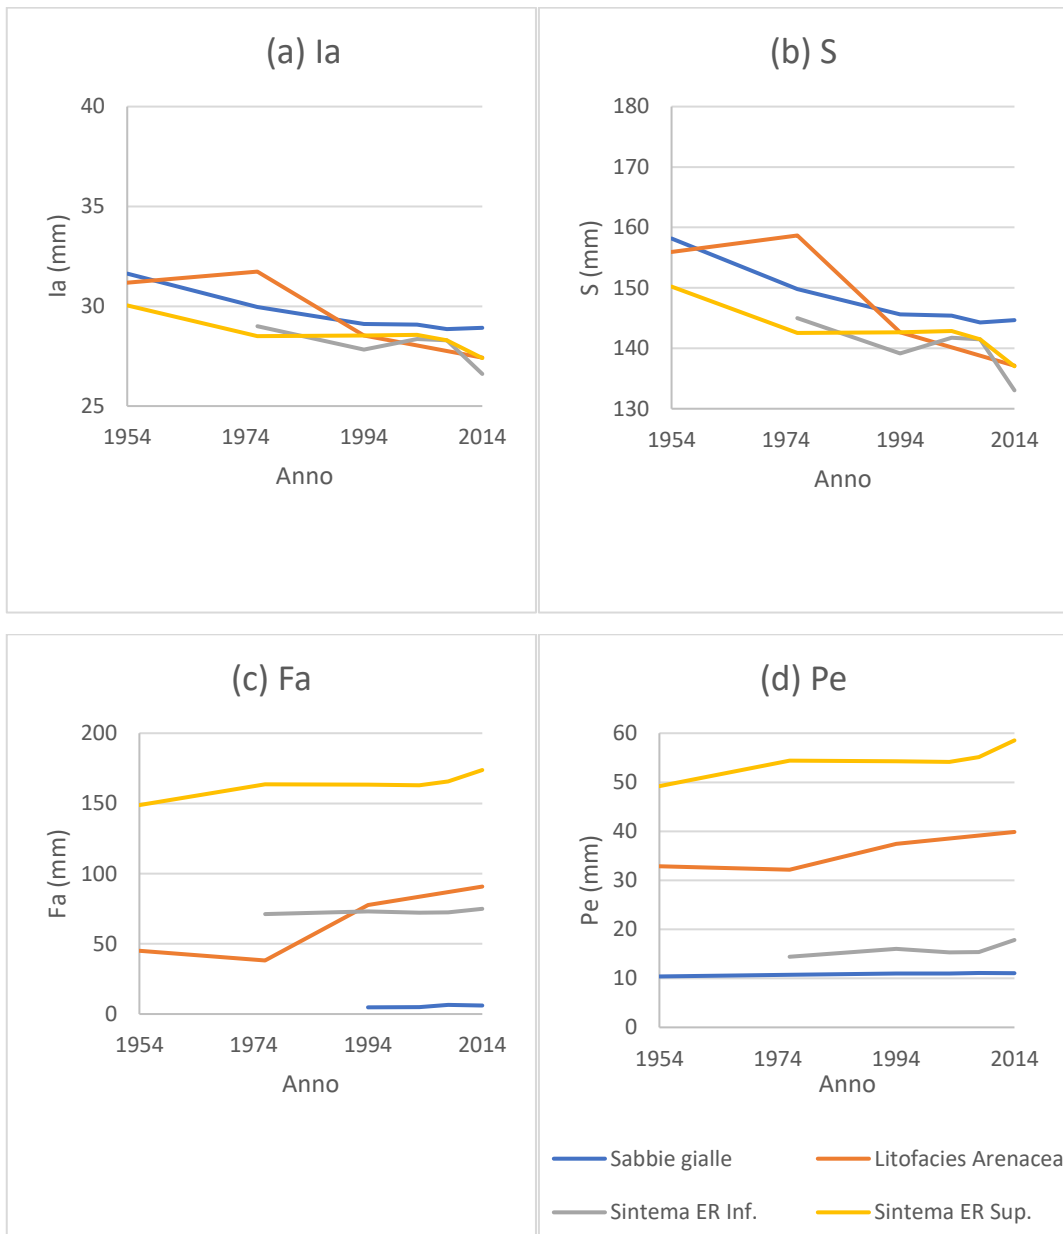 (a) Ia
40
35
30
25
Ia (mm)
1954 1974 1994 2014
Anno
(b) S
180
170
160
150
140
130
S (mm)
1954 1974 1994 2014
Anno
(c) Fa
200
150
100
50
0
Fa (mm)
1954 1974 1994 2014
Anno
(d) Pe
60
50
40
30
20
10
0
Pe (mm)
1954 1974 1994 2014
Anno
Sabbie gialle
Litofacies Arenacea
Sintema ER Inf.
Sintema ER Sup.